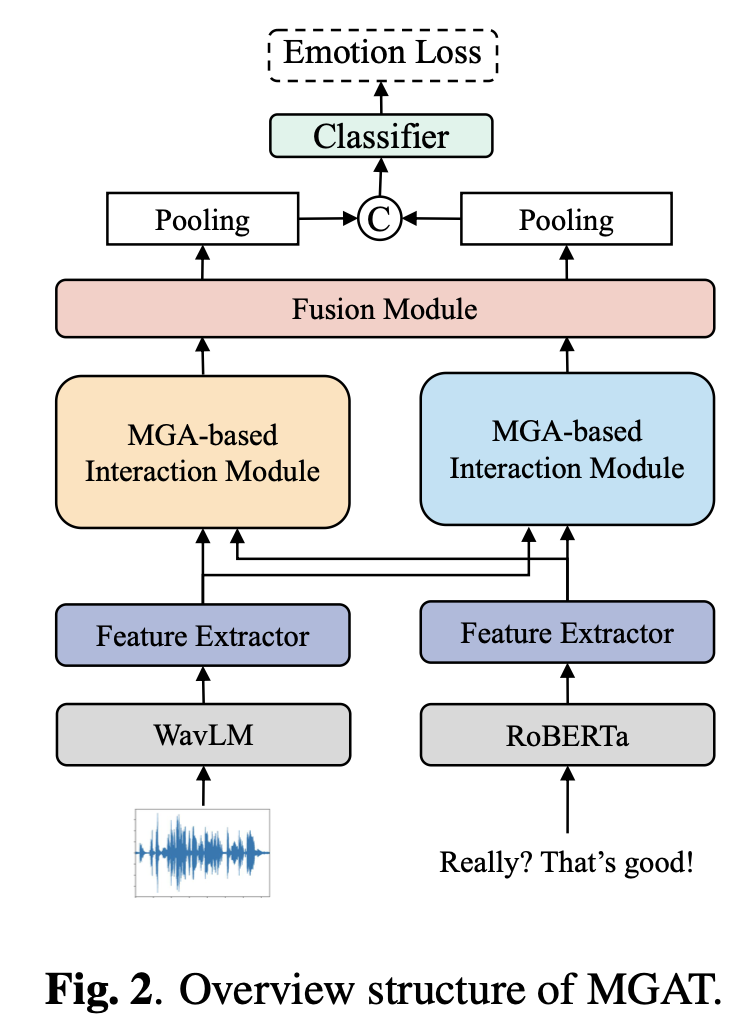 Emotion Loss
Classifier
Pooling
C
Pooling
Fusion Module
MGA-based
Interaction Module
MGA-based
Interaction Module
Feature Extractor
Feature Extractor
WavLM
RoBERTa
Really? That's good!
Fig. 2. Overview structure of MGAT.